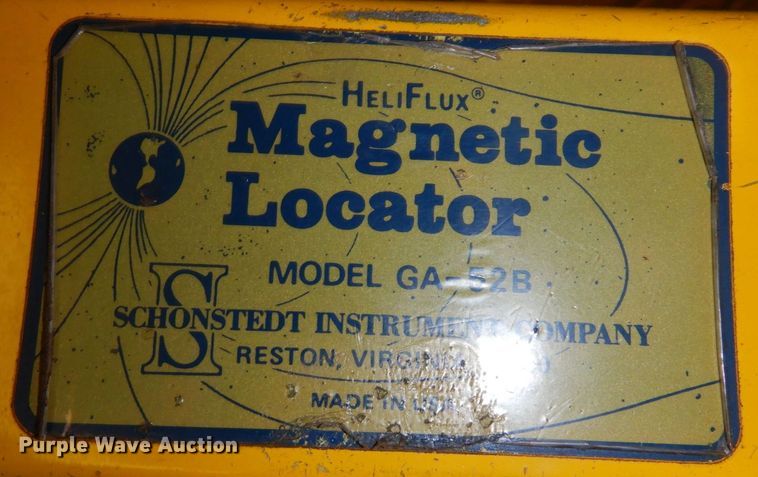 HELIFLUX®
Magnetic
Locator
MODEL GA-52B
S
SCHONSTEDT INSTRUMENT COMPANY
RESTON, VIRGINIA
MADE IN USA
Purple Wave Auction